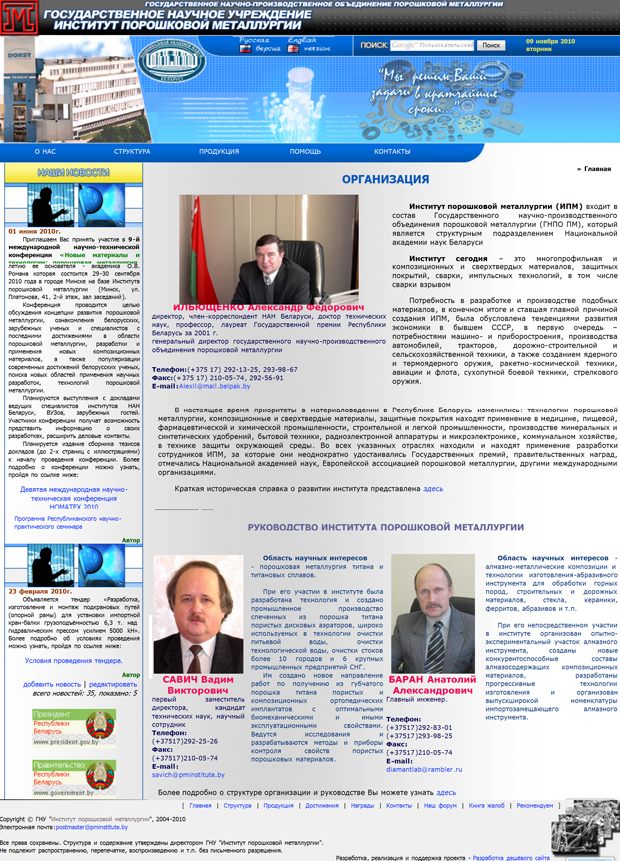 ГОСУДАРСТВЕННОЕ НАУЧНО-ПРОИЗВОДСТВЕННОЕ ОБЪЕДИНЕНИЕ ПОРОШКОВОЙ МЕТАЛЛУРГИИ
ГОСУДАРСТВЕННОЕ НАУЧНОЕ УЧРЕЖДЕНИЕ
ИНСТИТУТ ПОРОШКОВОЙ МЕТАЛЛУРГИИ
DORST
Русская версия
English version
ПОИСК:
Google
Пользовательский
Поиск
09 ноября 2010
вторник
"Мы решим Ваши
задачи в кратчайшие
сроки..."
О НАС
СТРУКТУРА
ПРОДУКЦИЯ
ПОМОЩЬ
КОНТАКТЫ
» Главная
НАШИ НОВОСТИ
01 июня 2010г.
Приглашаем Вас принять участие в 9-й
международной научно-технической
конференции «Новые материалы и
летию ее основателя - академика О.В.
Романа которая состоится 29-30 сентября
2010 года в городе Минске на базе Института
порошковой металлургии (Минск, ул.
Платонова, 41, 2-й этаж, зал заседаний).
Конференция проводится с целью
обсуждения концепции развития порошковой
металлургии, ознакомления белорусских,
зарубежных ученых и специалистов с
последними достижениями в области
порошковой металлургии, разработки и
применения новых композиционных
материалов, а также популяризации
современных достижений белорусских ученых,
поиска новых областей применения научных
разработок, технологий порошковой
металлургии.
Планируются выступления с докладами
ведущих специалистов институтов НАН
Беларуси, ВУЗов, зарубежных гостей.
Участники конференции получат возможность
представить информацию о своих
разработках, расширить деловые контакты.
Планируется издание сборника тезисов
докладов (до 2-х страниц с иллюстрациями)
к началу проведения конференции. Более
подробно о конференции можно узнать,
пройдя по ссылке ниже:
Девятая международная научно-
техническая конференция
НОМАТЕХ 2010
Программа Республиканского научно-
практического семинара
Автор
23 февраля 2010г.
Объявляется тендер «Разработка,
изготовление и монтаж подкрановых путей
(опорной рамы) для установки импортной
кран-балки грузоподъёмностью 6,3 т. над
гидравлическим прессом усилием 5000 kH».
Более подробно об условиях проведения
можно узнать, пройдя по ссылке ниже:
Условия проведения тендера.
Автор
добавить новость | редактировать
всего новостей: 35, показано: 5
Президент
Республики
Беларусь
www.president.gov.by
Правительство
Республики
Беларусь
www.government.by
ОРГАНИЗАЦИЯ
ИЛЬЮЩЕНКО Александр Федорович
директор, член-корреспондент НАН Беларуси, доктор технических
наук, профессор, лауреат Государственной премии Республики
Беларусь за 2001 г.
генеральный директор государственного научно-производственного
объединения порошковой металлургии
Телефон:(+375 17) 292-13-25, 293-98-67
Факс:(+375 17) 210-05-74, 292-56-91
E-mail:Alexil@mail.belpak.by
Институт порошковой металлургии (ИПМ) входит в
состав Государственного научно-производственного
объединения порошковой металлургии (ГНПО ПМ), который
является структурным подразделением Национальной
академии наук Беларуси
Институт сегодня – это многопрофильная и
композиционных и сверхтвердых материалов, защитных
покрытий, сварки, импульсных технологий, в том числе
сварки взрывом
Потребность в разработке и производстве подобных
материалов, в конечном итоге и ставшая главной причиной
создания ИПМ, была обусловлена тенденциями развития
экономики в бывшем СССР, в первую очередь –
потребностями машино- и приборостроения, производства
автомобилей, тракторов, дорожно-строительной и
сельскохозяйственной техники, а также созданием ядерного
и термоядерного оружия, ракетно-космической техники,
авиации и флота, сухопутной боевой техники, стрелкового
оружия.
В настоящее время приоритеты в материаловедении в Республике Беларусь изменились: технологии порошковой
металлургии, композиционные и сверхтвердые материалы, защитные покрытия находят применение в медицине, пищевой,
фармацевтической и химической промышленности, строительной и легкой промышленности, производстве минеральных и
синтетических удобрений, бытовой техники, радиоэлектронной аппаратуры и микроэлектронике, коммунальном хозяйстве,
в технике защиты окружающей среды. Во всех указанных отраслях находили и находят применение разработки
сотрудников ИПМ, за которые они неоднократно удостаивались Государственных премий, правительственных наград,
отмечались Национальной академией наук, Европейской ассоциацией порошковой металлургии, другими международными
организациями.
Краткая историческая справка о развитии института представлена здесь
РУКОВОДСТВО ИНСТИТУТА ПОРОШКОВОЙ МЕТАЛЛУРГИИ
САВИЧ Вадим
Викторович
первый заместитель
директора, кандидат
технических наук, научный
сотрудник
Телефон:
(+37517)292-25-26
Факс:
(+37517)210-05-74
E-mail:
savich@pminstitute.by
Область научных интересов
- порошковая металлургия титана и
титановых сплавов.
При его участии в институте была
разработана технология и создано
промышленное производство
спеченных из порошка титана
пористых дисковых аэраторов, широко
используемых в технологии очистки
питьевой воды, очистки
технологической воды, очистки стоков
более 10 городов и 6 крупных
промышленных предприятий СНГ.
Им создано новое направление
работ по получению из губчатого
порошка титана пористых и
композиционных ортопедических
имплантатов с оптимальными
биомеханическими и иными
эксплуатационными свойствами.
Ведутся исследования и
разрабатываются методы и приборы
контроля свойств пористых
порошковых материалов.
БАРАН Анатолий
Александрович
Главный инженер.
Телефон:
(+37517)292-83-01
(+37517)293-98-25
Факс:
(+37517)210-05-74
E-mail:
diamantlab@rambler.ru
Область научных интересов -
алмазно-металлические композиции и
технологии изготовления-абразивного
инструмента для обработки горных
пород, строительных и дорожных
материалов, стекла, керамики,
ферритов, абразивов и т.п.
При его непосредственном участии
в институте организован опытно-
экспериментальный участок алмазного
инструмента, созданы новые
конкурентоспособные составы
алмазосодержащих композиционных
материалов, разработаны
прогрессивные технологии
изготовления и организован
выпускширокой номенклатуры
импортозамещающего алмазного
инструмента.
Более подробно о структуре организации и руководстве Вы можете узнать здесь
[ Главная | Структура | Продукция | Достижения | Награды | Контакты | Наш форум | Книга жалоб | Рекомендуем ]
Copyright © ГНУ "Институт порошковой металлургии", 2004-2010
Электронная почта:postmaster@pminstitute.by
Все права сохранены. Структура и содержание утверждены директором ГНУ "Институт порошковой металлургии".
Не подлежит распространению, перепечатке, воспроизведению и т.п. без письменного разрешения.
Разработка, реализация и поддержка проекта - Разработка дешёвого сайта